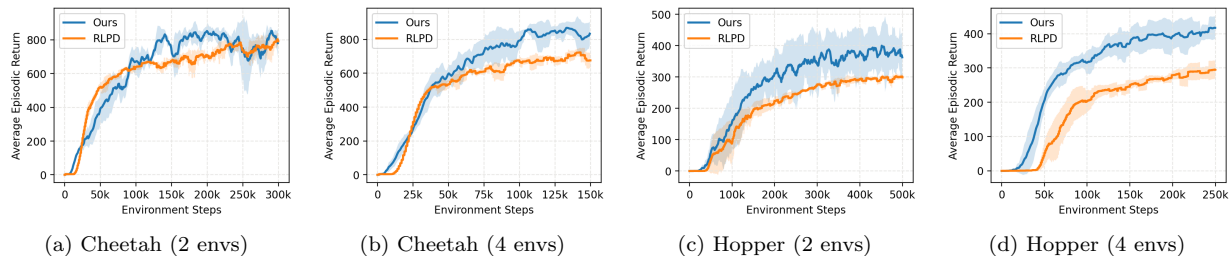 Ours
RLPD
Average Episodic Return
800
600
400
200
0
0 50k 100k 150k 200k 250k 300k
Environment Steps
(a) Cheetah (2 envs)
Ours
RLPD
Average Episodic Return
800
600
400
200
0
0 25k 50k 75k 100k 125k 150k
Environment Steps
(b) Cheetah (4 envs)
Ours
RLPD
Average Episodic Return
500
400
300
200
100
0
0 100k 200k 300k 400k 500k
Environment Steps
(c) Hopper (2 envs)
Ours
RLPD
Average Episodic Return
400
300
200
100
0
0 50k 100k 150k 200k 250k
Environment Steps
(d) Hopper (4 envs)